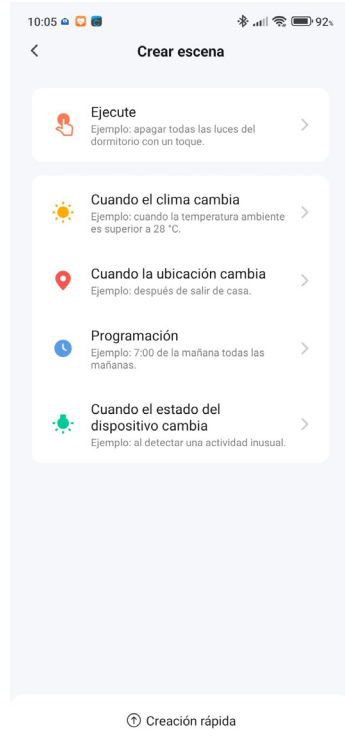 10:05
92%
Crear escena
Ejecute
Ejemplo: apagar todas las luces del
dormitorio con un toque.
Cuando el clima cambia
Ejemplo: cuando la temperatura ambiente
es superior a 28 °C.
Cuando la ubicación cambia
Ejemplo: después de salir de casa.
Programación
Ejemplo: 7:00 de la mañana todas las
mañanas.
Cuando el estado del
dispositivo cambia
Ejemplo: al detectar una actividad inusual.
Creación rápida